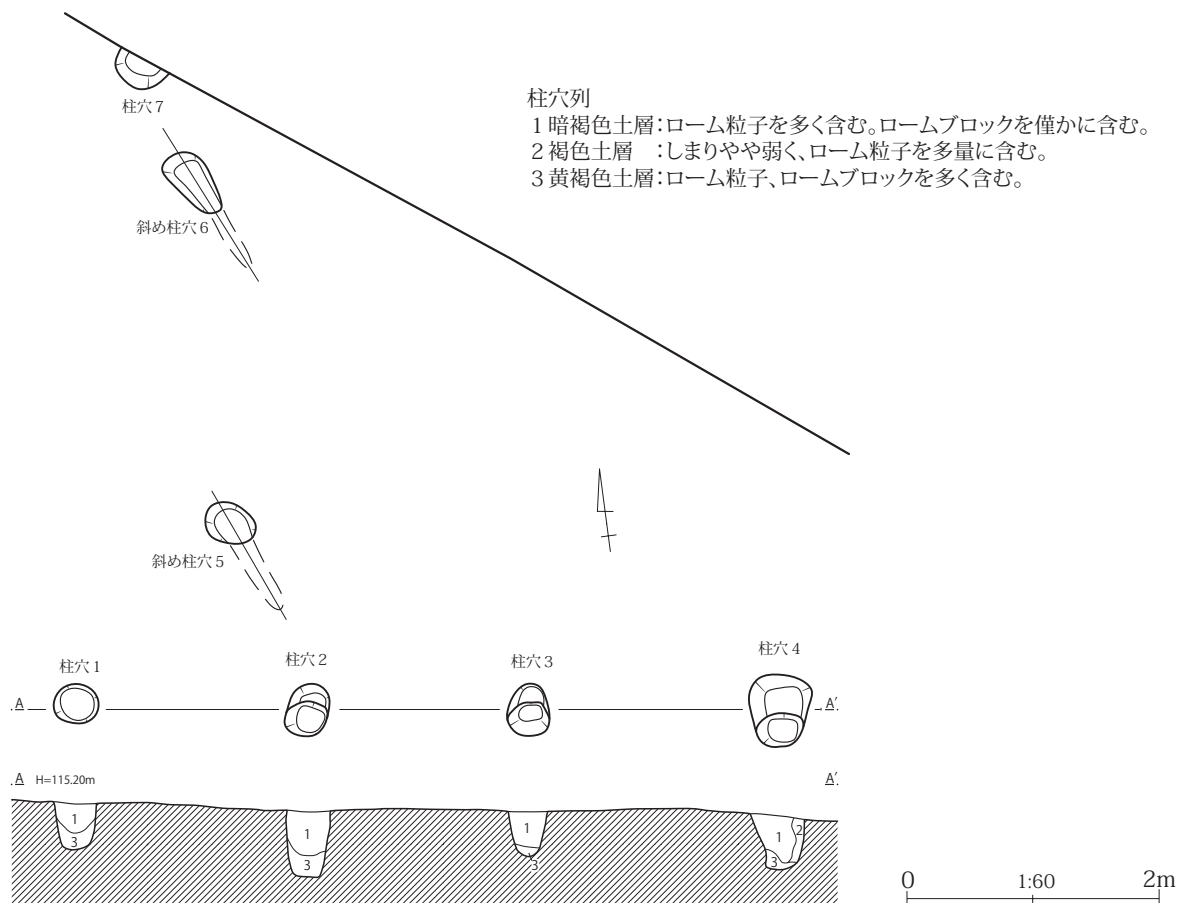 柱穴7
柱穴列
1 暗褐色土層：ローム粒子を多く含む。ロームブロックを僅かに含む。
2 褐色土層　：しまりやや弱く、ローム粒子を多量に含む。
3 黄褐色土層：ローム粒子、ロームブロックを多く含む。
斜め柱穴6
斜め柱穴5
柱穴1
柱穴2
柱穴3
柱穴4
A
A′
A H=115.20m
A′
1
3
1
3
1
3
1
2
3
0 1:60 2m